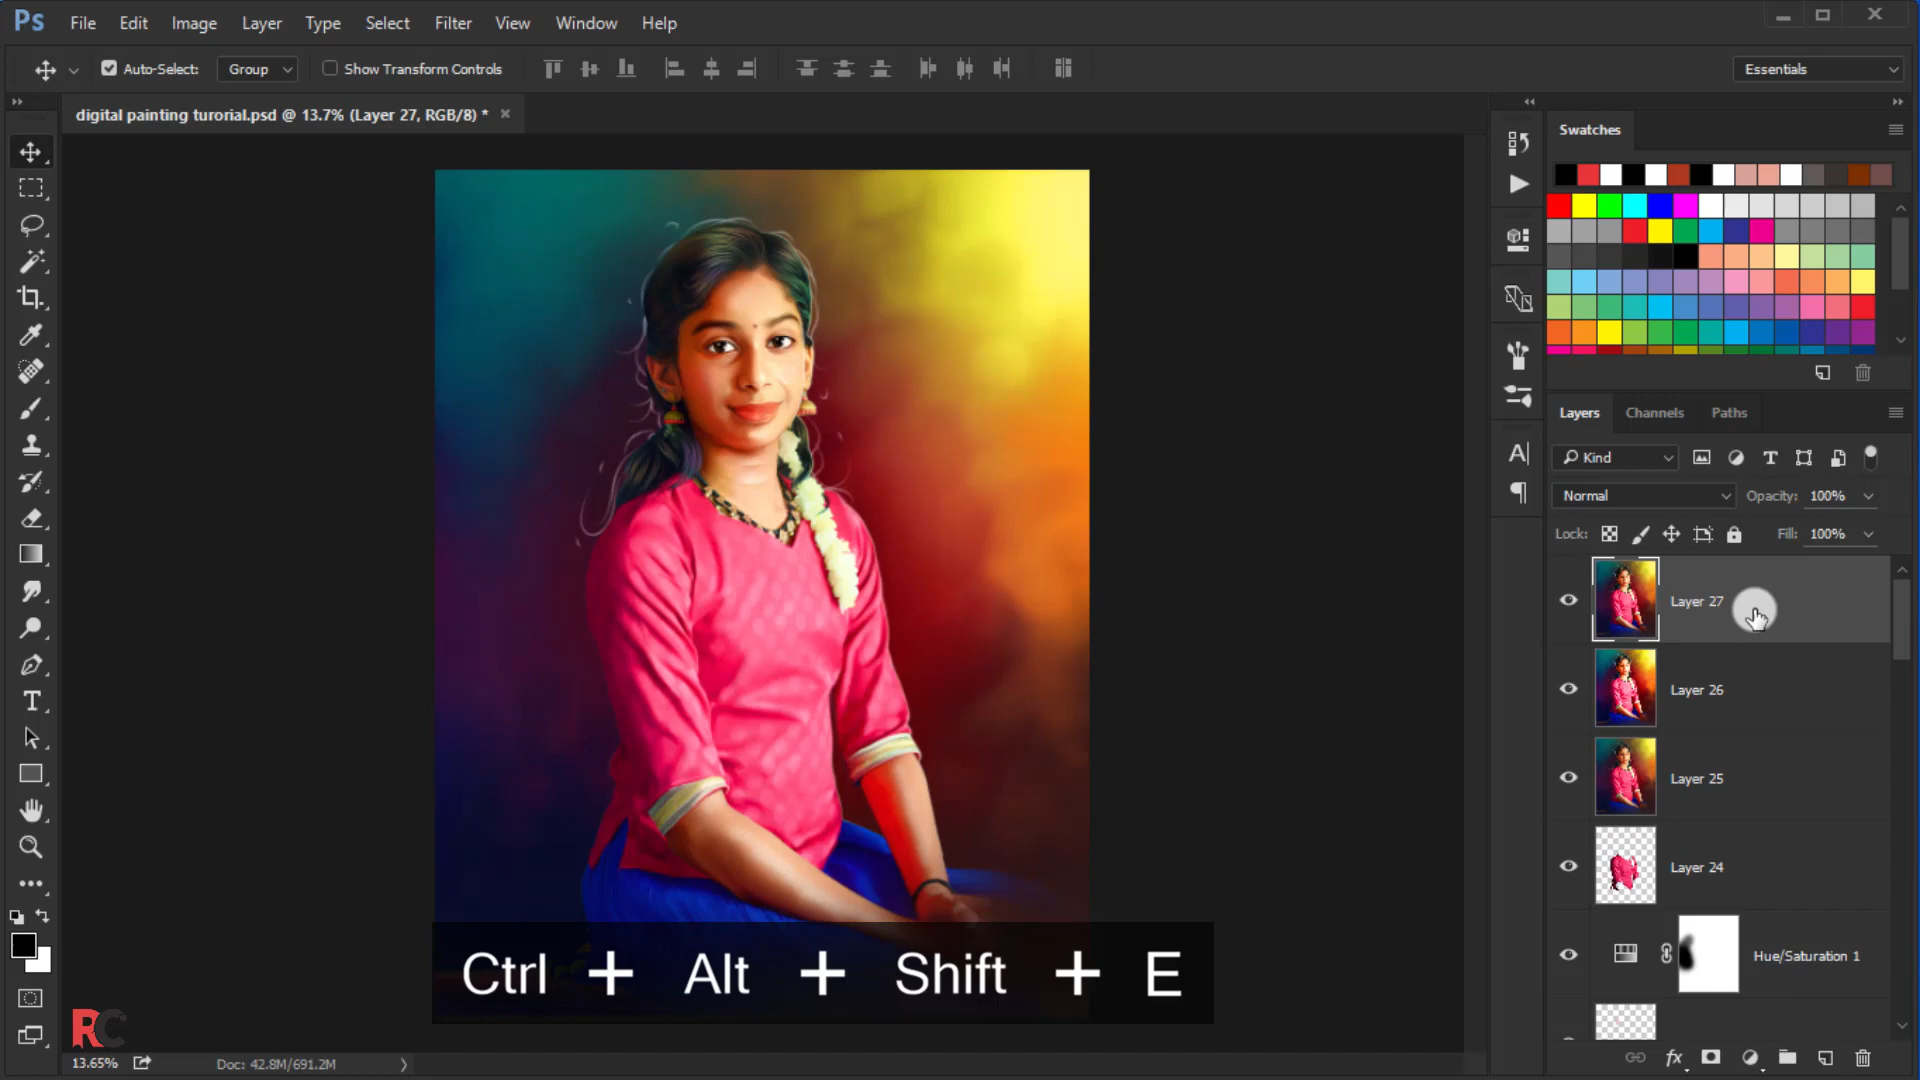 Ps File Edit Image Layer Type Select Filter View Window Help
Auto-Select: Group Show Transform Controls Essentials
digital painting turorial.psd @ 13.7% (Layer 27, RGB/8) *
Swatches
Layers Channels Paths
Kind
Normal Opacity: 100%
Lock: Fill: 100%
Layer 27
Layer 26
Layer 25
Layer 24
Hue/Saturation 1
Ctrl + Alt + Shift + E
RC
13.65% Doc: 42.8M/691.2M
fx